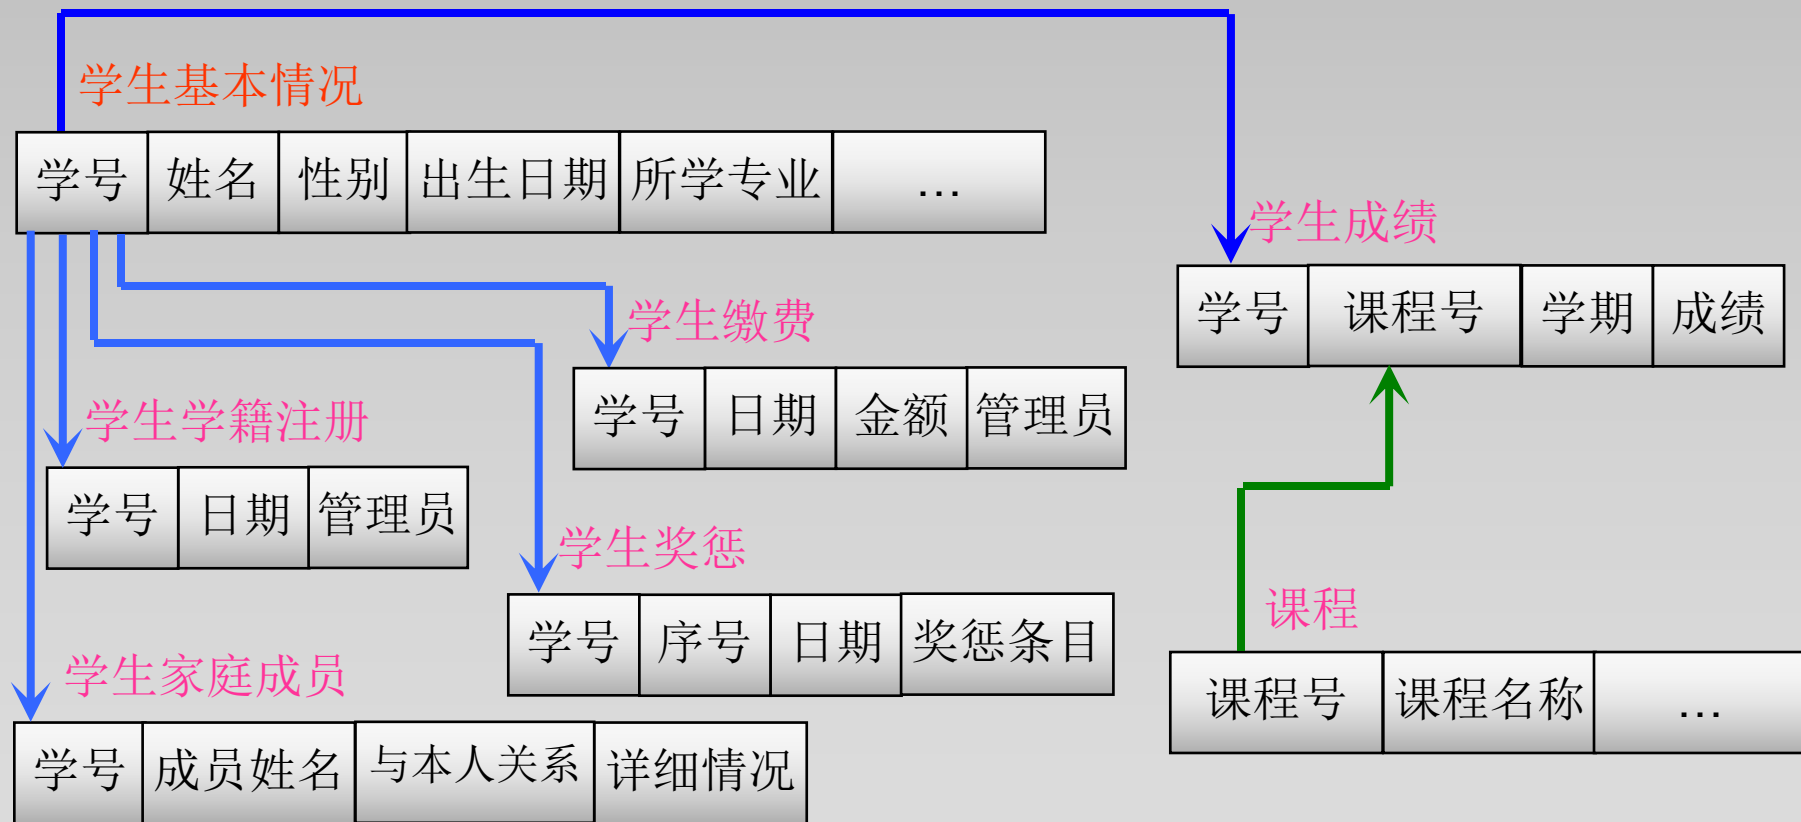 学生基本情况
学号 姓名 性别 出生日期 所学专业 …
学生成绩
学号 课程号 学期 成绩
学生缴费
学号 日期 金额 管理员
学生学籍注册
学号 日期 管理员
学生奖惩
学号 序号 日期 奖惩条目
课程
课程号 课程名称 …
学生家庭成员
学号 成员姓名 与本人关系 详细情况